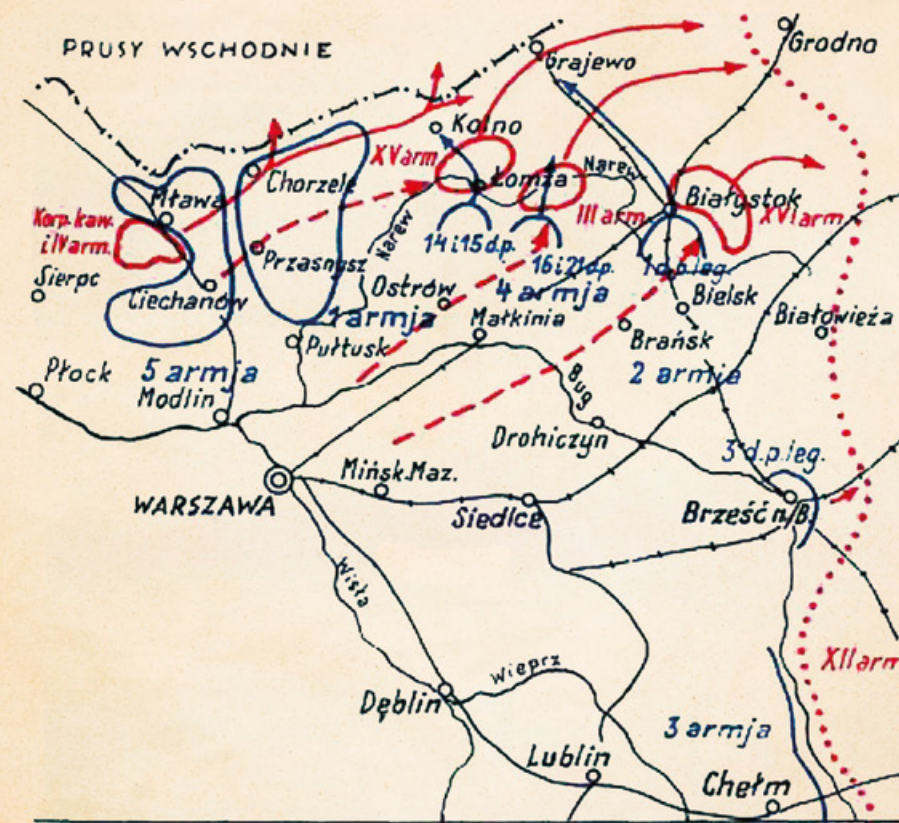 PRUSY WSCHODNIE
Grodno
Grajewo
Kolno
XV arm.
Chorzele
Łomża
Narew
Mława
Białystok
Korp. kaw.
i IV arm.
III arm.
XVI arm.
Narew
14 i 15 d.p.
Przasnysz
16 i 21 d.p.
1 d.p. leg.
Sierpc
Ciechanów
Ostrów
4 armja
Bielsk
1 armja
Małkinia
Białowieża
Pułtusk
Brańsk
Płock
5 armja
2 armja
Modlin
Bug
Drohiczyn
3 d.p. leg.
Mińsk. Maz.
WARSZAWA
Siedlce
Brześć n/B.
Wisła
Wieprz
XII arm
Dęblin
3 armja
Lublin
Chełm